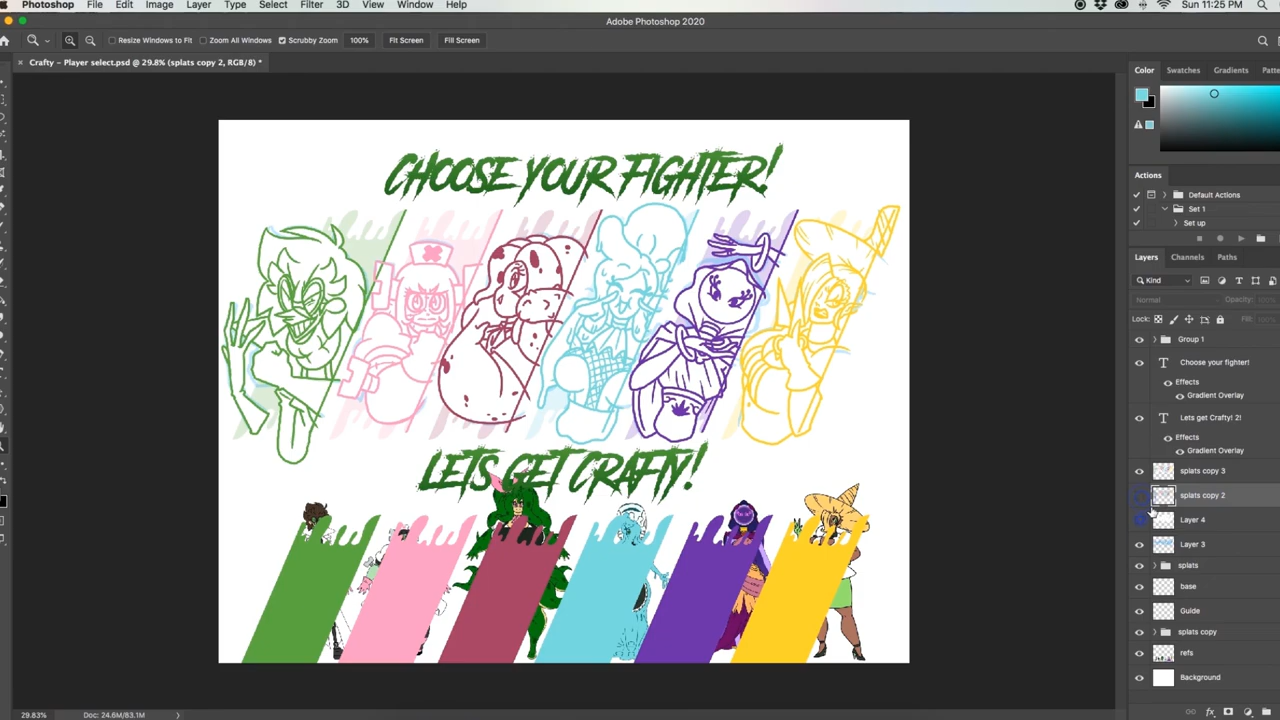 Photoshop File Edit Image Layer Type Select Filter 3D View Window Help Sun 11:25 PM
Adobe Photoshop 2020
Resize Windows to Fit Zoom All Windows Scrubby Zoom 100% Fit Screen Fill Screen
Crafty - Player select.psd @ 29.8% (splats copy 2, RGB/8) *
Color Swatches Gradients
CHOOSE YOUR FIGHTER!
LETS GET CRAFTY!
Actions
Default Actions
Set 1
Set up
Layers Channels Paths
Kind
Normal Opacity:
Lock: Fill:
Group 1
Choose your fighter!
Effects
Gradient Overlay
Lets get Crafty! 2!
Effects
Gradient Overlay
splats copy 3
splats copy 2
Layer 4
Layer 3
splats
base
Guide
splats copy
refs
Background
29.83% Doc: 24.6M/83.1M